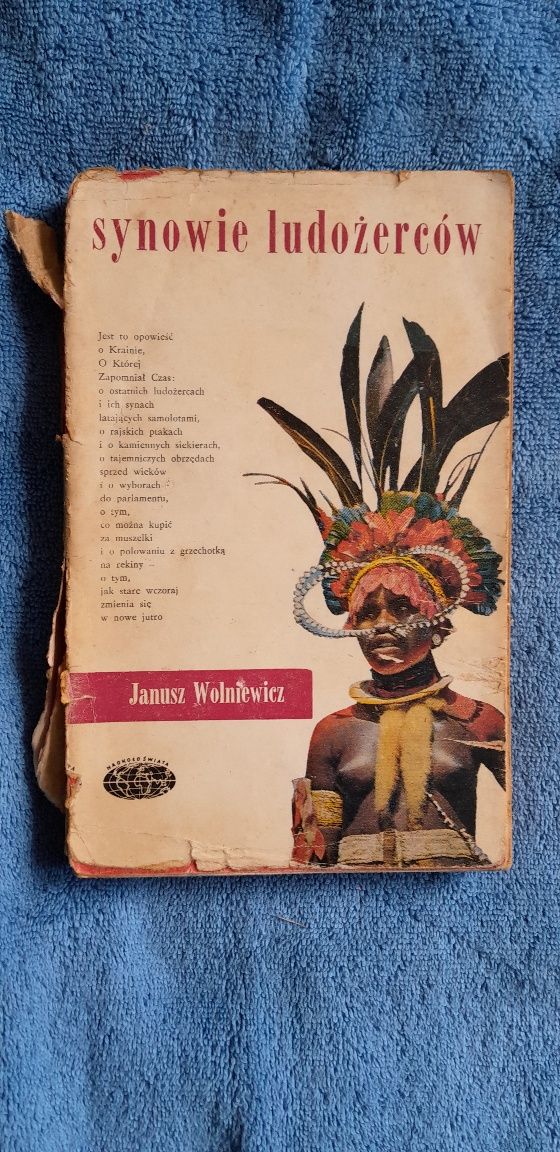 synowie ludożerców
Jest to opowieść
o Krainie,
O Której
Zapomniał Czas:
o ostatnich ludożercach
i ich synach
latających samolotami,
o rajskich ptakach
i o kamiennych siekierach,
o tajemniczych obrzędach
sprzed wieków
i o wyborach
do parlamentu,
o tym,
co można kupić
za muszelki
i o polowaniu z grzechotką
na rekiny –
o tym,
jak stare wczoraj
zmienia się
w nowe jutro
Janusz Wolniewicz
NAOKOŁO ŚWIATA